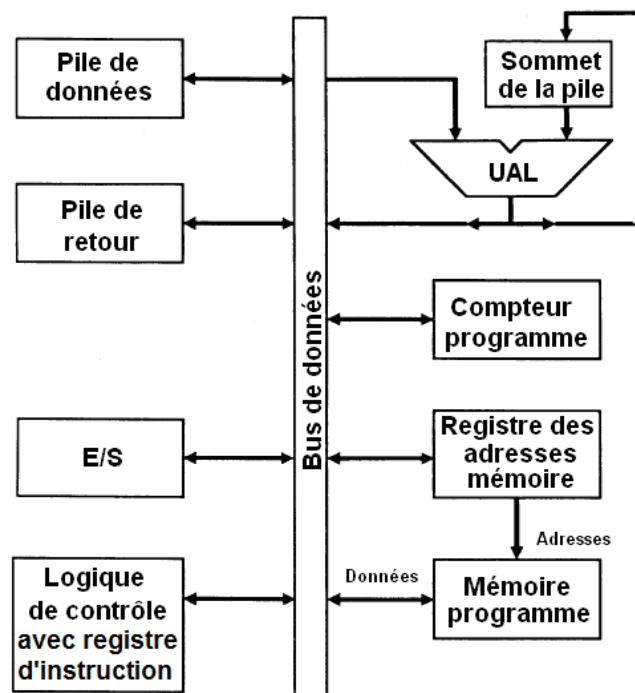 Pile de
données
Sommet
de la pile
UAL
Pile de
retour
Bus de données
Compteur
programme
E/S
Registre des
adresses
mémoire
Adresses
Logique
de contrôle
avec registre
d'instruction
Données
Mémoire
programme